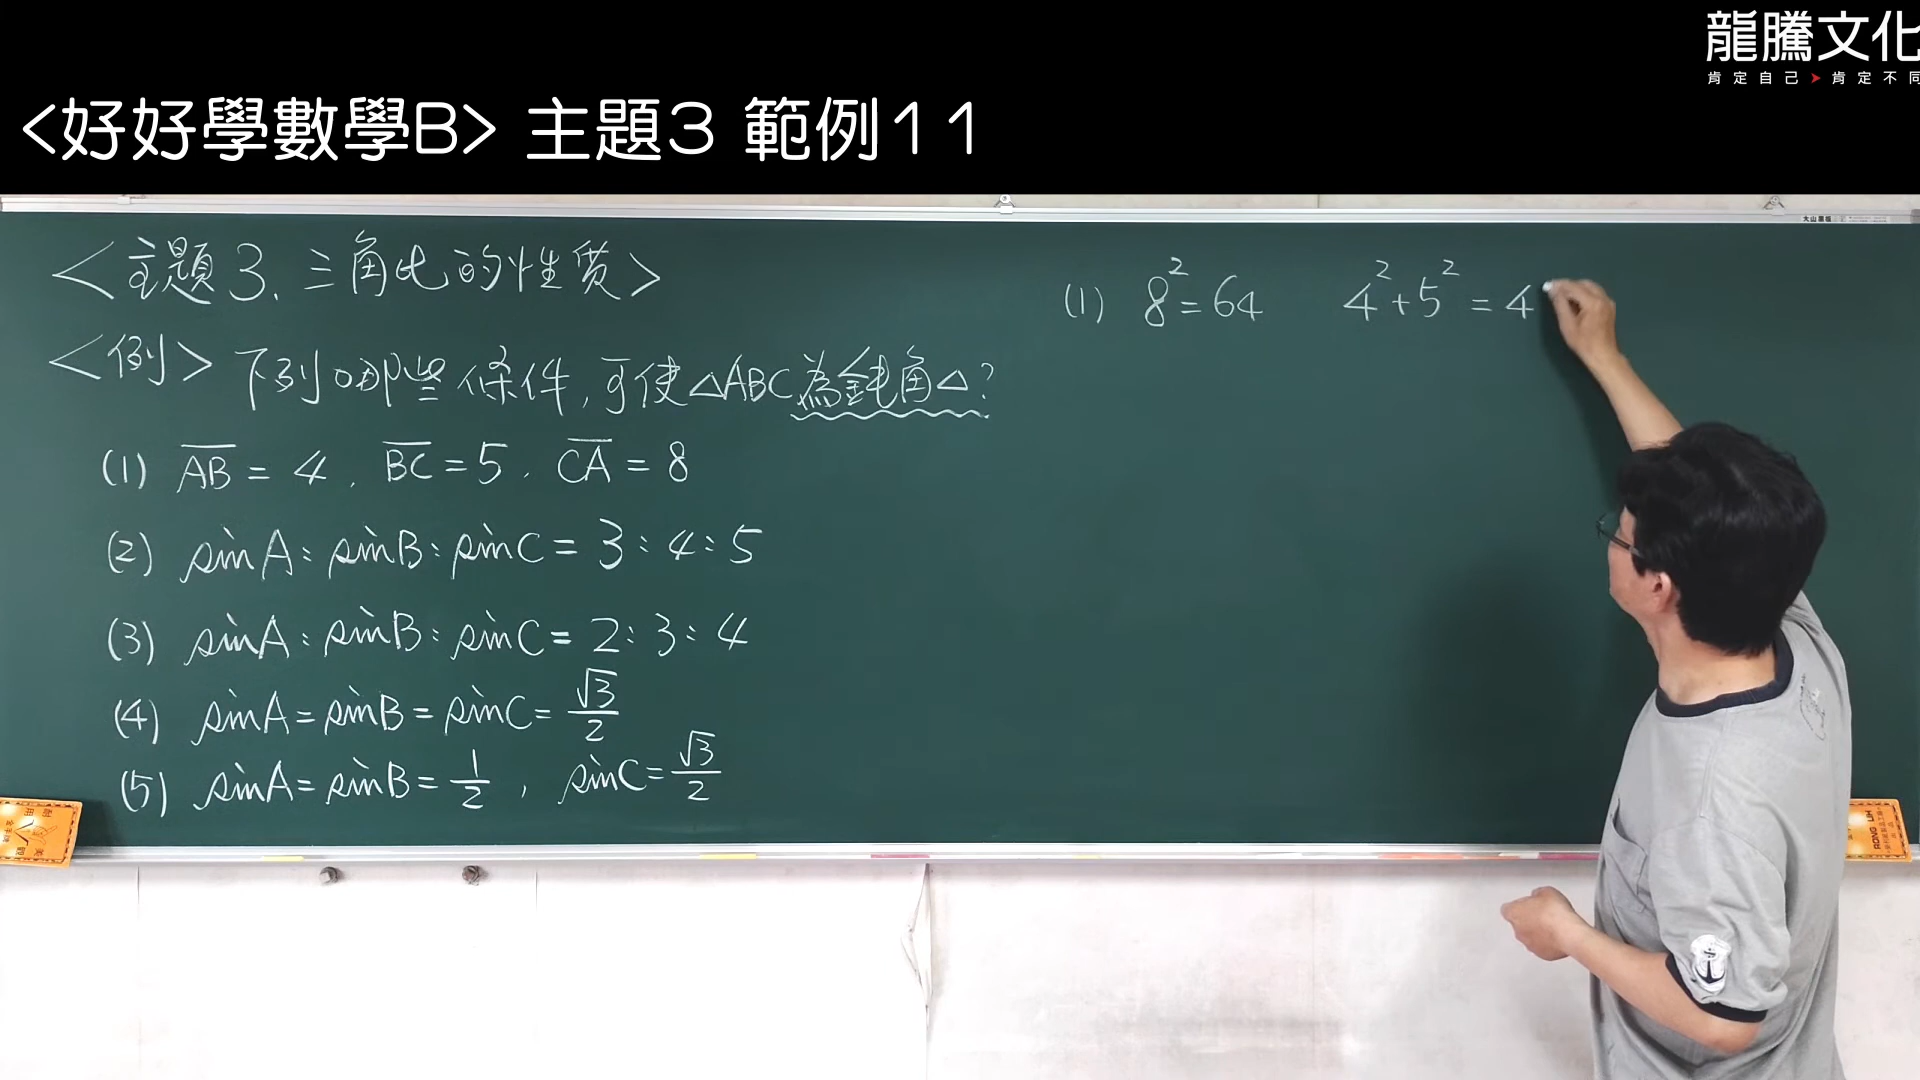 龍騰文化
肯定自己➤肯定不同
<好好學數學B> 主題3 範例11
<主題3. 三角比的性質>
<例> 下列哪些條件,可使△ABC為鈍角△?
(1) AB = 4 , BC = 5 , CA = 8
(2) sinA : sinB : sinC = 3 : 4 : 5
(3) sinA : sinB : sinC = 2 : 3 : 4
(4) sinA = sinB = sinC = √3/2
(5) sinA = sinB = 1/2 , sinC = √3/2
(1) 8² = 64 4² + 5² = 4